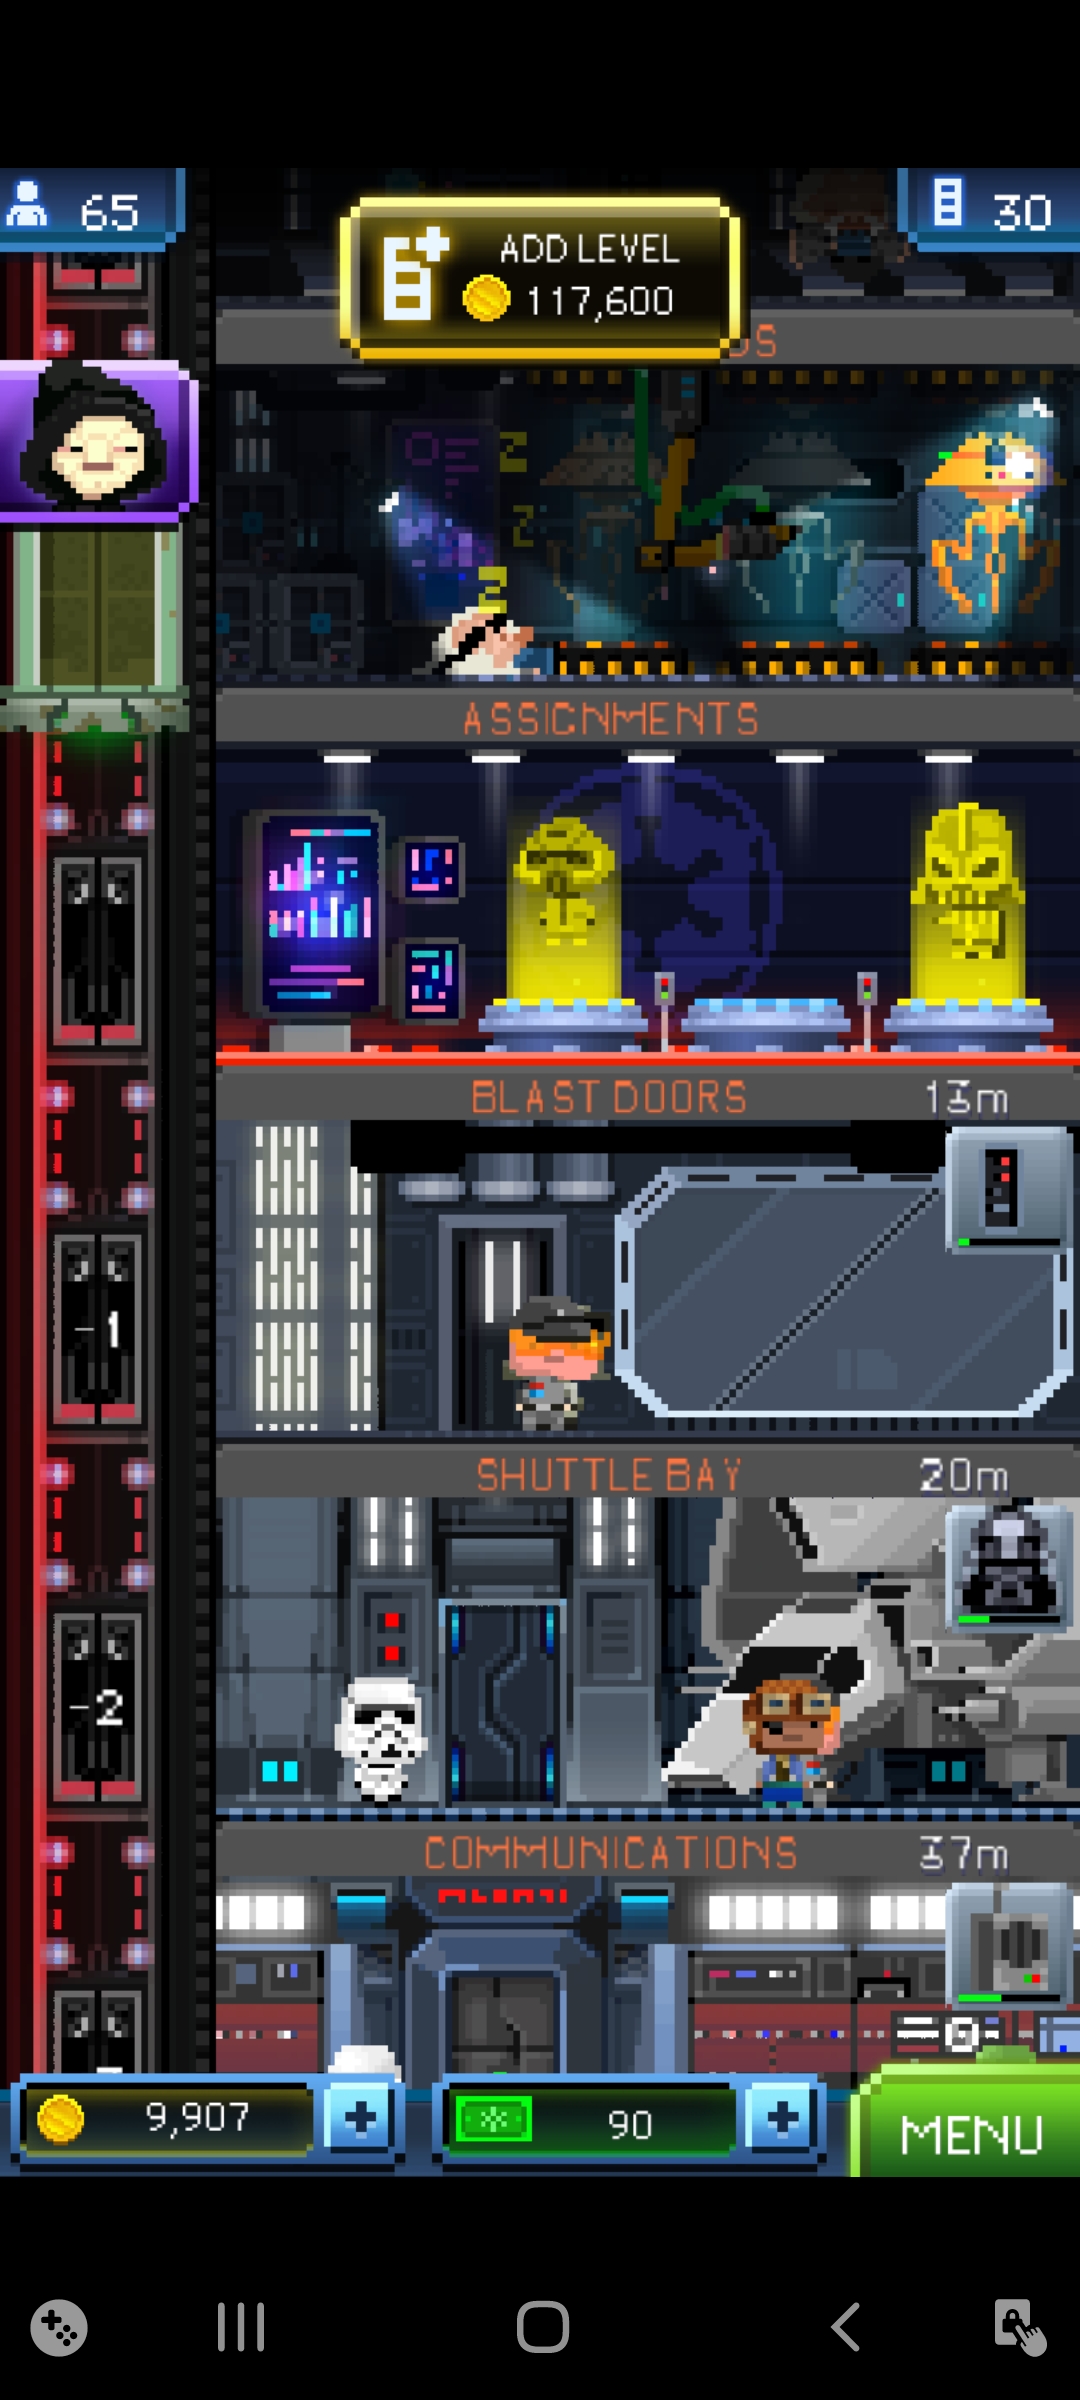 65
30
ADD LEVEL
117,600
DS
Z
Z
Z
ASSIGNMENTS
BLAST DOORS 13m
-1
SHUTTLE BAY 20m
-2
COMMUNICATIONS 37m
9,907 +
90 +
MENU